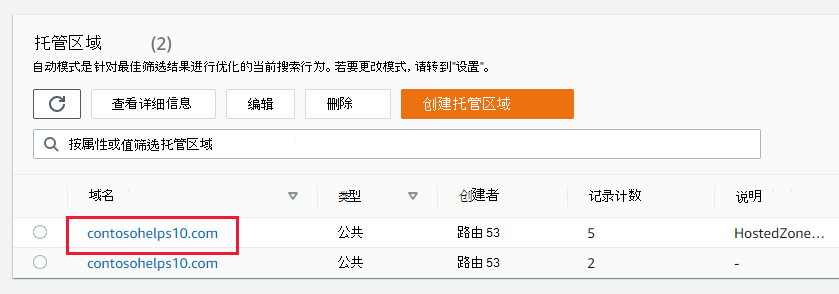 托管区域 (2)
自动模式是针对最佳筛选结果进行优化的当前搜索行为。若要更改模式，请转到"设置"。
查看详细信息 编辑 删除 创建托管区域
按属性或值筛选托管区域
域名 类型 创建者 记录计数 说明
contosohelps10.com 公共 路由 53 5 HostedZone...
contosohelps10.com 公共 路由 53 2 -